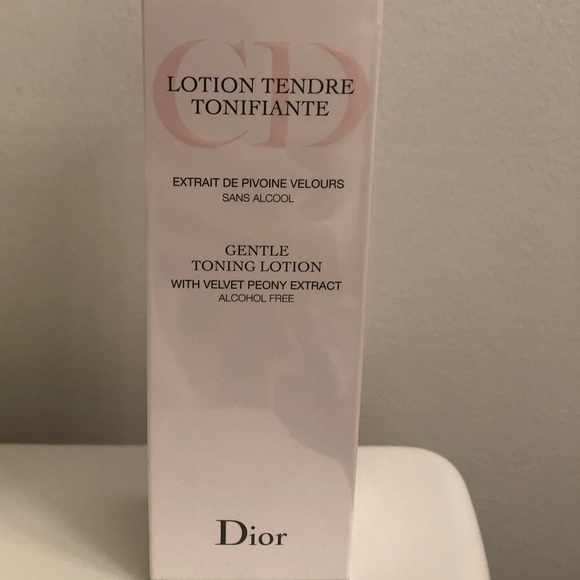 CD
LOTION TENDRE
TONIFIANTE
EXTRAIT DE PIVOINE VELOURS
SANS ALCOOL
GENTLE
TONING LOTION
WITH VELVET PEONY EXTRACT
ALCOHOL FREE
Dior